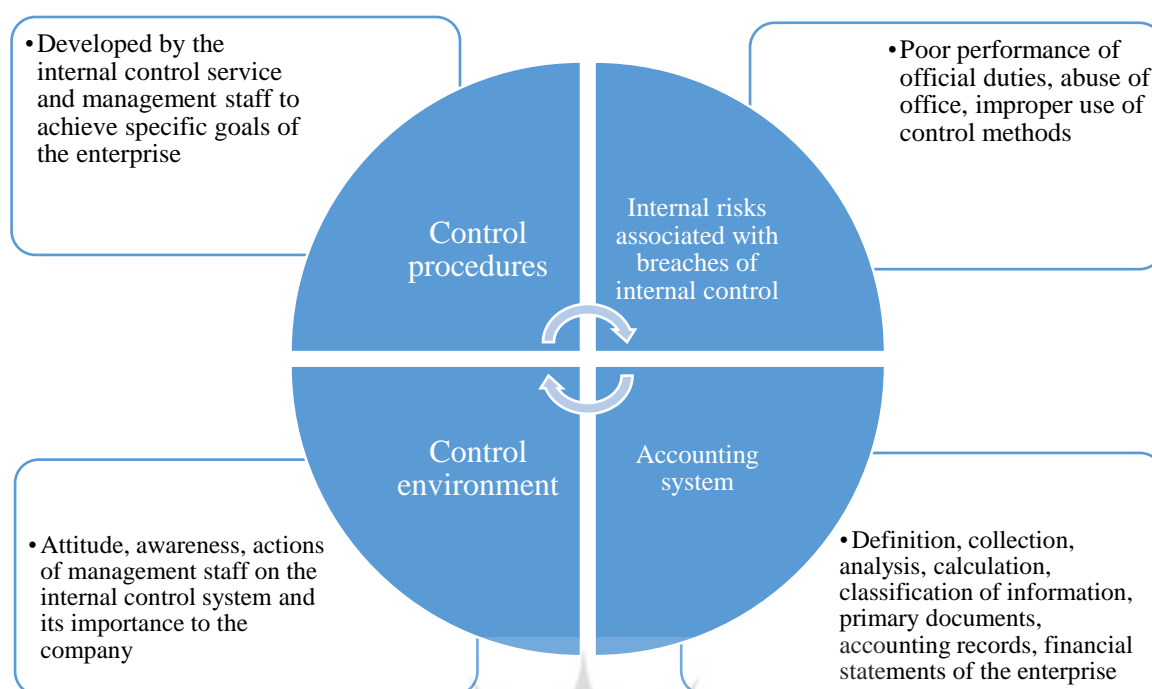 •Developed by the
internal control service
and management staff to
achieve specific goals of
the enterprise
•Poor performance of
official duties, abuse of
office, improper use of
control methods
Control
procedures
Internal risks
associated with
breaches of
internal control
Control
environment
Accounting
system
•Attitude, awareness, actions
of management staff on the
internal control system and
its importance to the
company
•Definition, collection,
analysis, calculation,
classification of information,
primary documents,
accounting records, financial
statements of the enterprise